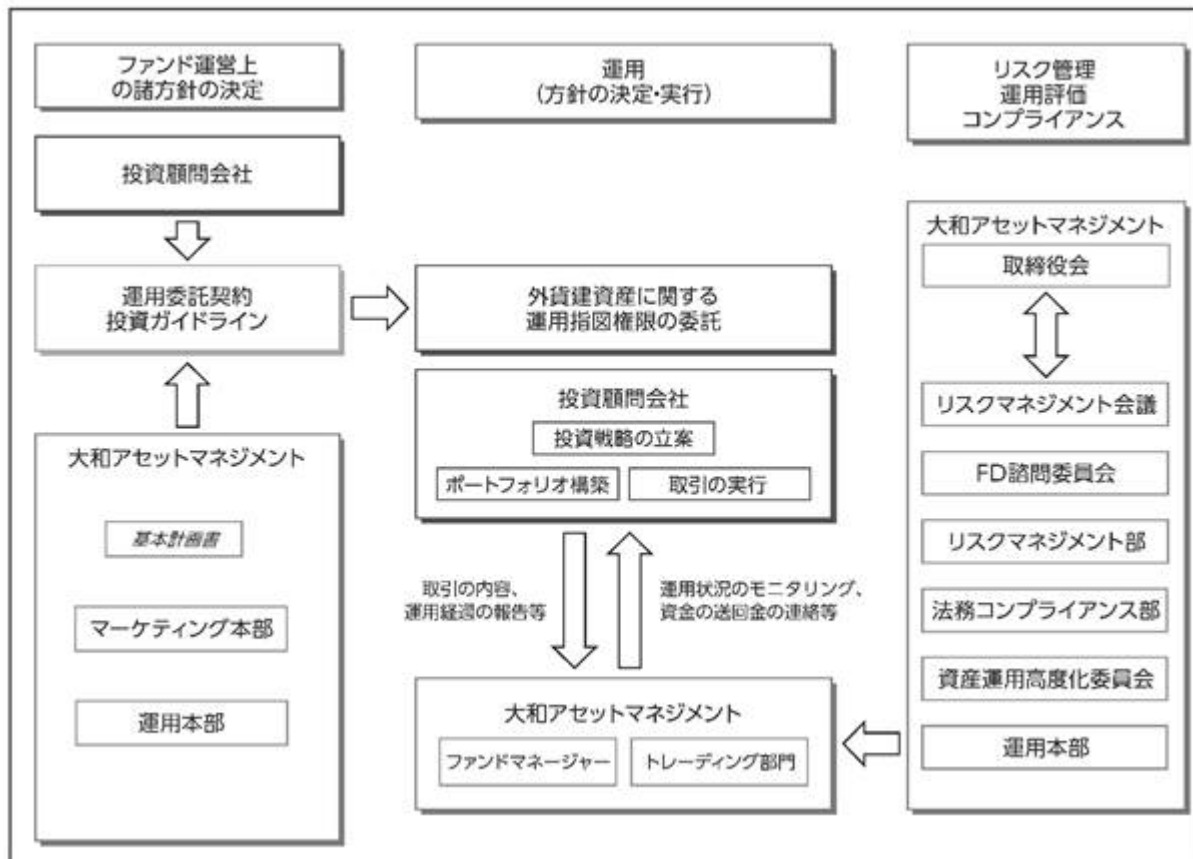 ファンド運営上
の諸方針の決定
投資顧問会社
運用委託契約
投資ガイドライン
大和アセットマネジメント
基本計画書
マーケティング本部
運用本部
運用
(方針の決定・実行)
外貨建資産に関する
運用指図権限の委託
投資顧問会社
投資戦略の立案
ポートフォリオ構築
取引の実行
取引の内容、
運用経過の報告等
運用状況のモニタリング、
資金の送回金の連絡等
大和アセットマネジメント
ファンドマネージャー
トレーディング部門
リスク管理
運用評価
コンプライアンス
大和アセットマネジメント
取締役会
リスクマネジメント会議
FD諮問委員会
リスクマネジメント部
法務コンプライアンス部
資産運用高度化委員会
運用本部